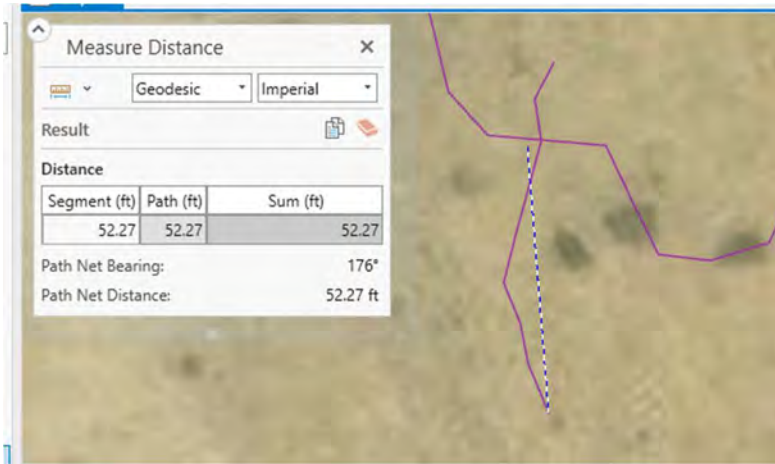 Measure Distance
Geodesic Imperial
Result
Distance
Segment (ft) Path (ft) Sum (ft)
52.27 52.27 52.27
Path Net Bearing: 176°
Path Net Distance: 52.27 ft